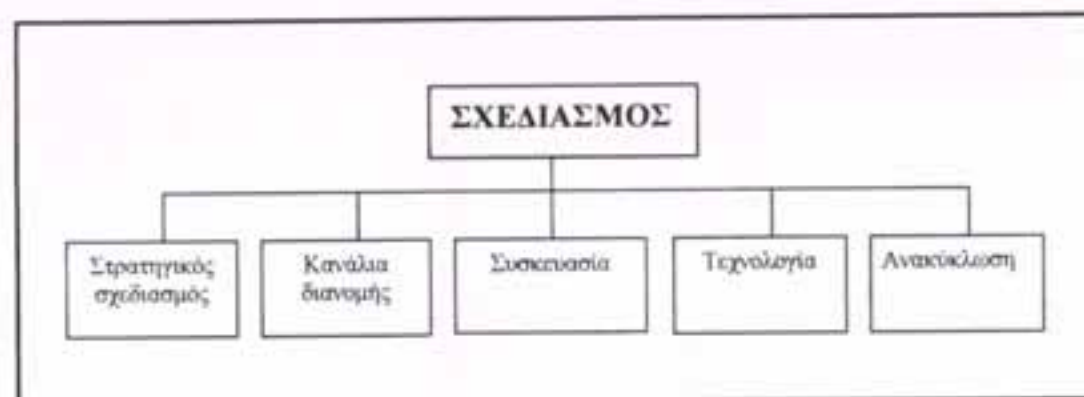 ΣΧΕΔΙΑΣΜΟΣ
Στρατηγικός
σχεδιασμός
Κανάλια
διανομής
Συσκευασία
Τεχνολογία
Ανακύκλωση